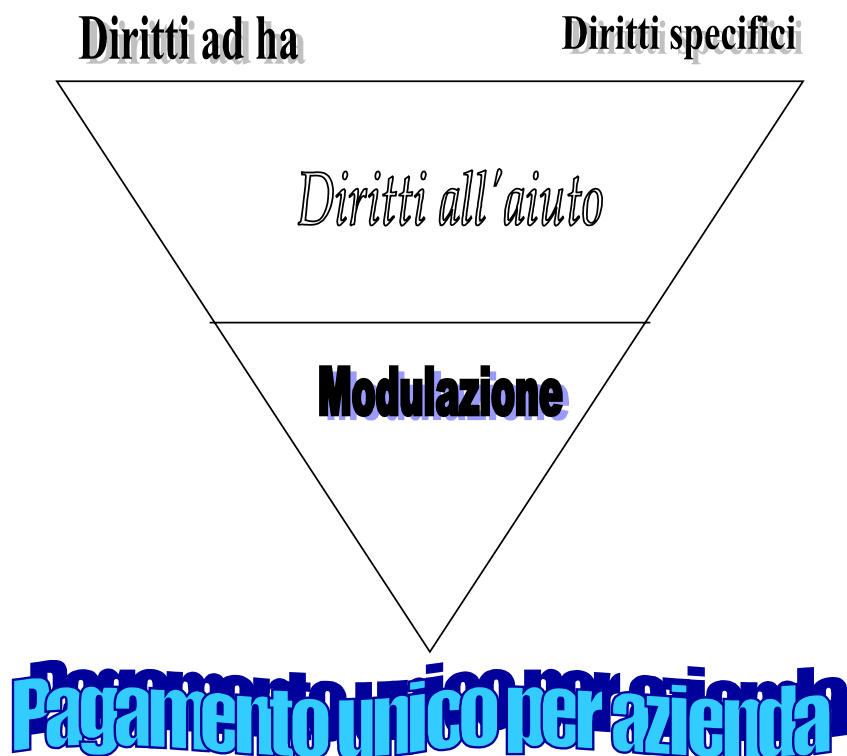 Diritti ad ha
Diritti specifici
Diritti all'aiuto
Modulazione
Pagamento unico per azienda